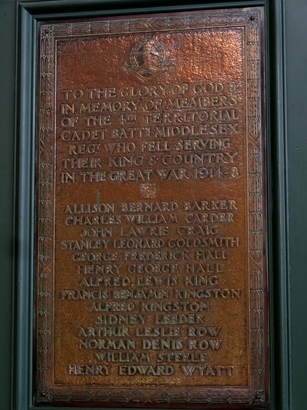 TO THE GLORY OF GOD &
IN MEMORY OF MEMBERS
OF THE 4TH TERRITORIAL
CADET BATTN MIDDLESEX
REGT WHO FELL SERVING
THEIR KING & COUNTRY
IN THE GREAT WAR 1914-8
ALLISON BERNARD BARKER
CHARLES WILLIAM CARDER
JOHN LAWRIE CRAIG
STANLEY LEONARD GOLDSMITH
GEORGE FREDERICK HALL
HENRY GEORGE HALL
ALFRED LEWIS KING
FRANCIS BENJAMIN KINGSTON
ALFRED KINGSTON
SIDNEY LEEDER
ARTHUR LESLIE ROW
NORMAN DENIS ROW
WILLIAM STEELE
HENRY EDWARD WYATT